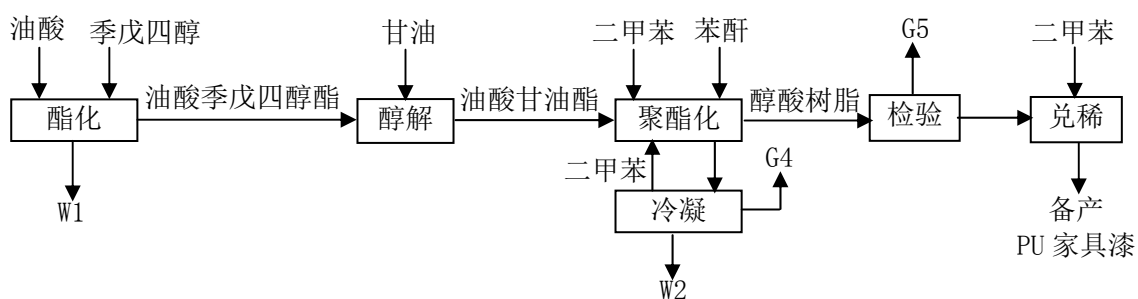 油酸
季戊四醇
甘油
二甲苯
苯酐
G5
二甲苯
酯化
油酸季戊四醇酯
醇解
油酸甘油酯
聚酯化
醇酸树脂
检验
兑稀
二甲苯
G4
W1
冷凝
备产
PU 家具漆
W2